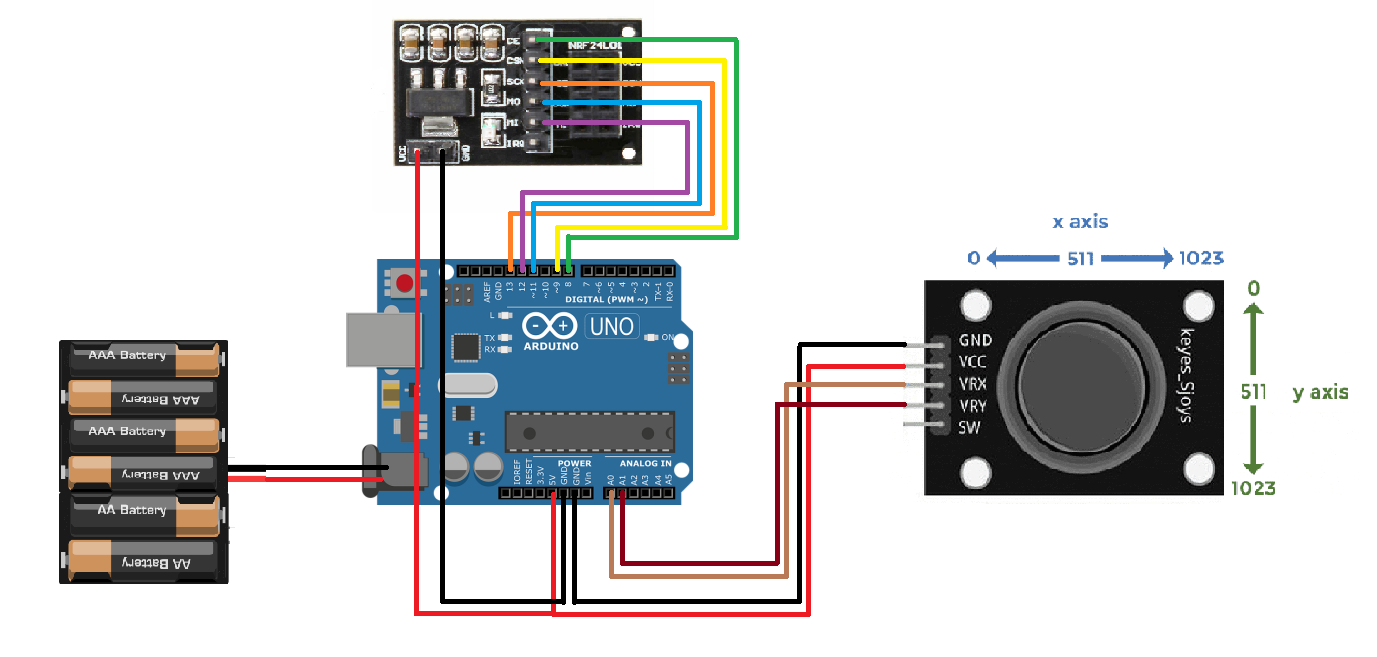 CE
CSN
SCK
MO
MI
IRQ
NRF24L01
VCC
GND
AREF
GND
13
12
~11
~10
~9
8
7
~6
~5
4
~3
2
TX-1
RX-0
DIGITAL (PWM ~)
L
TX
RX
UNO
ON
ARDUINO
POWER
ANALOG IN
IOREF
RESET
3.3V
5V
GND
GND
Vin
A0
A1
A2
A3
A4
A5
AAA Battery
AAA Battery
AAA Battery
AAA Battery
AA Battery
AA Battery
x axis
0
511
1023
GND
VCC
VRX
VRY
SW
keyes_Sjoys
0
511
y axis
1023